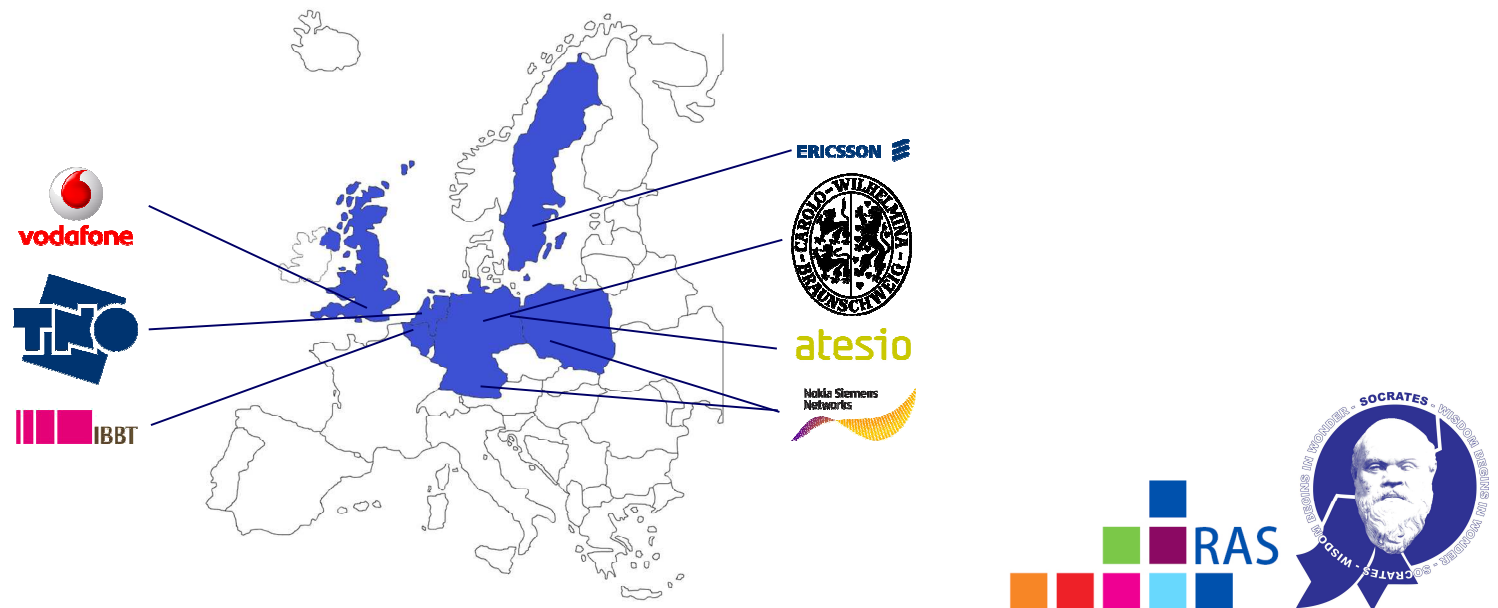 vodafone
TNO
IBBT
ERICSSON
CAROLO-WILHELMINA
BRAUNSCHWEIG
atesio
Nokia Siemens
Networks
RAS
SOCRATES - WISDOM BEGINS IN WONDER - SOCRATES - WISDOM BEGINS IN WONDER -